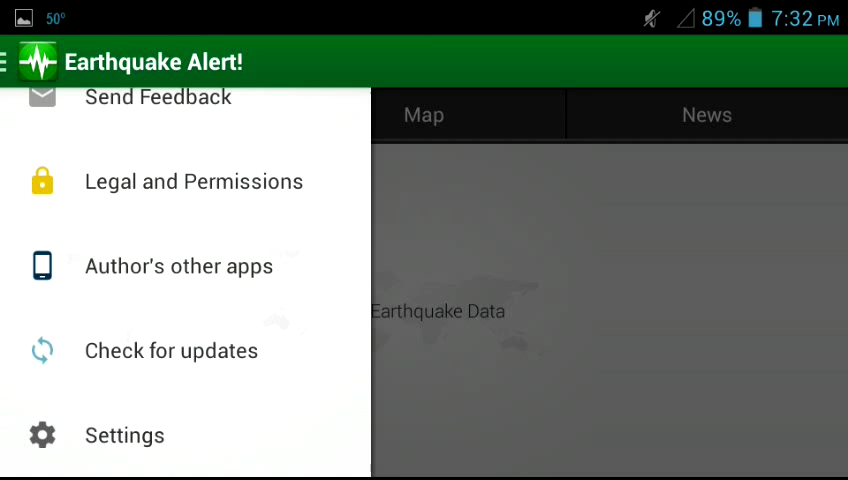 50°
89%
7:32 PM
Earthquake Alert!
Map
News
Send Feedback
Legal and Permissions
Author's other apps
Check for updates
Settings
Earthquake Data